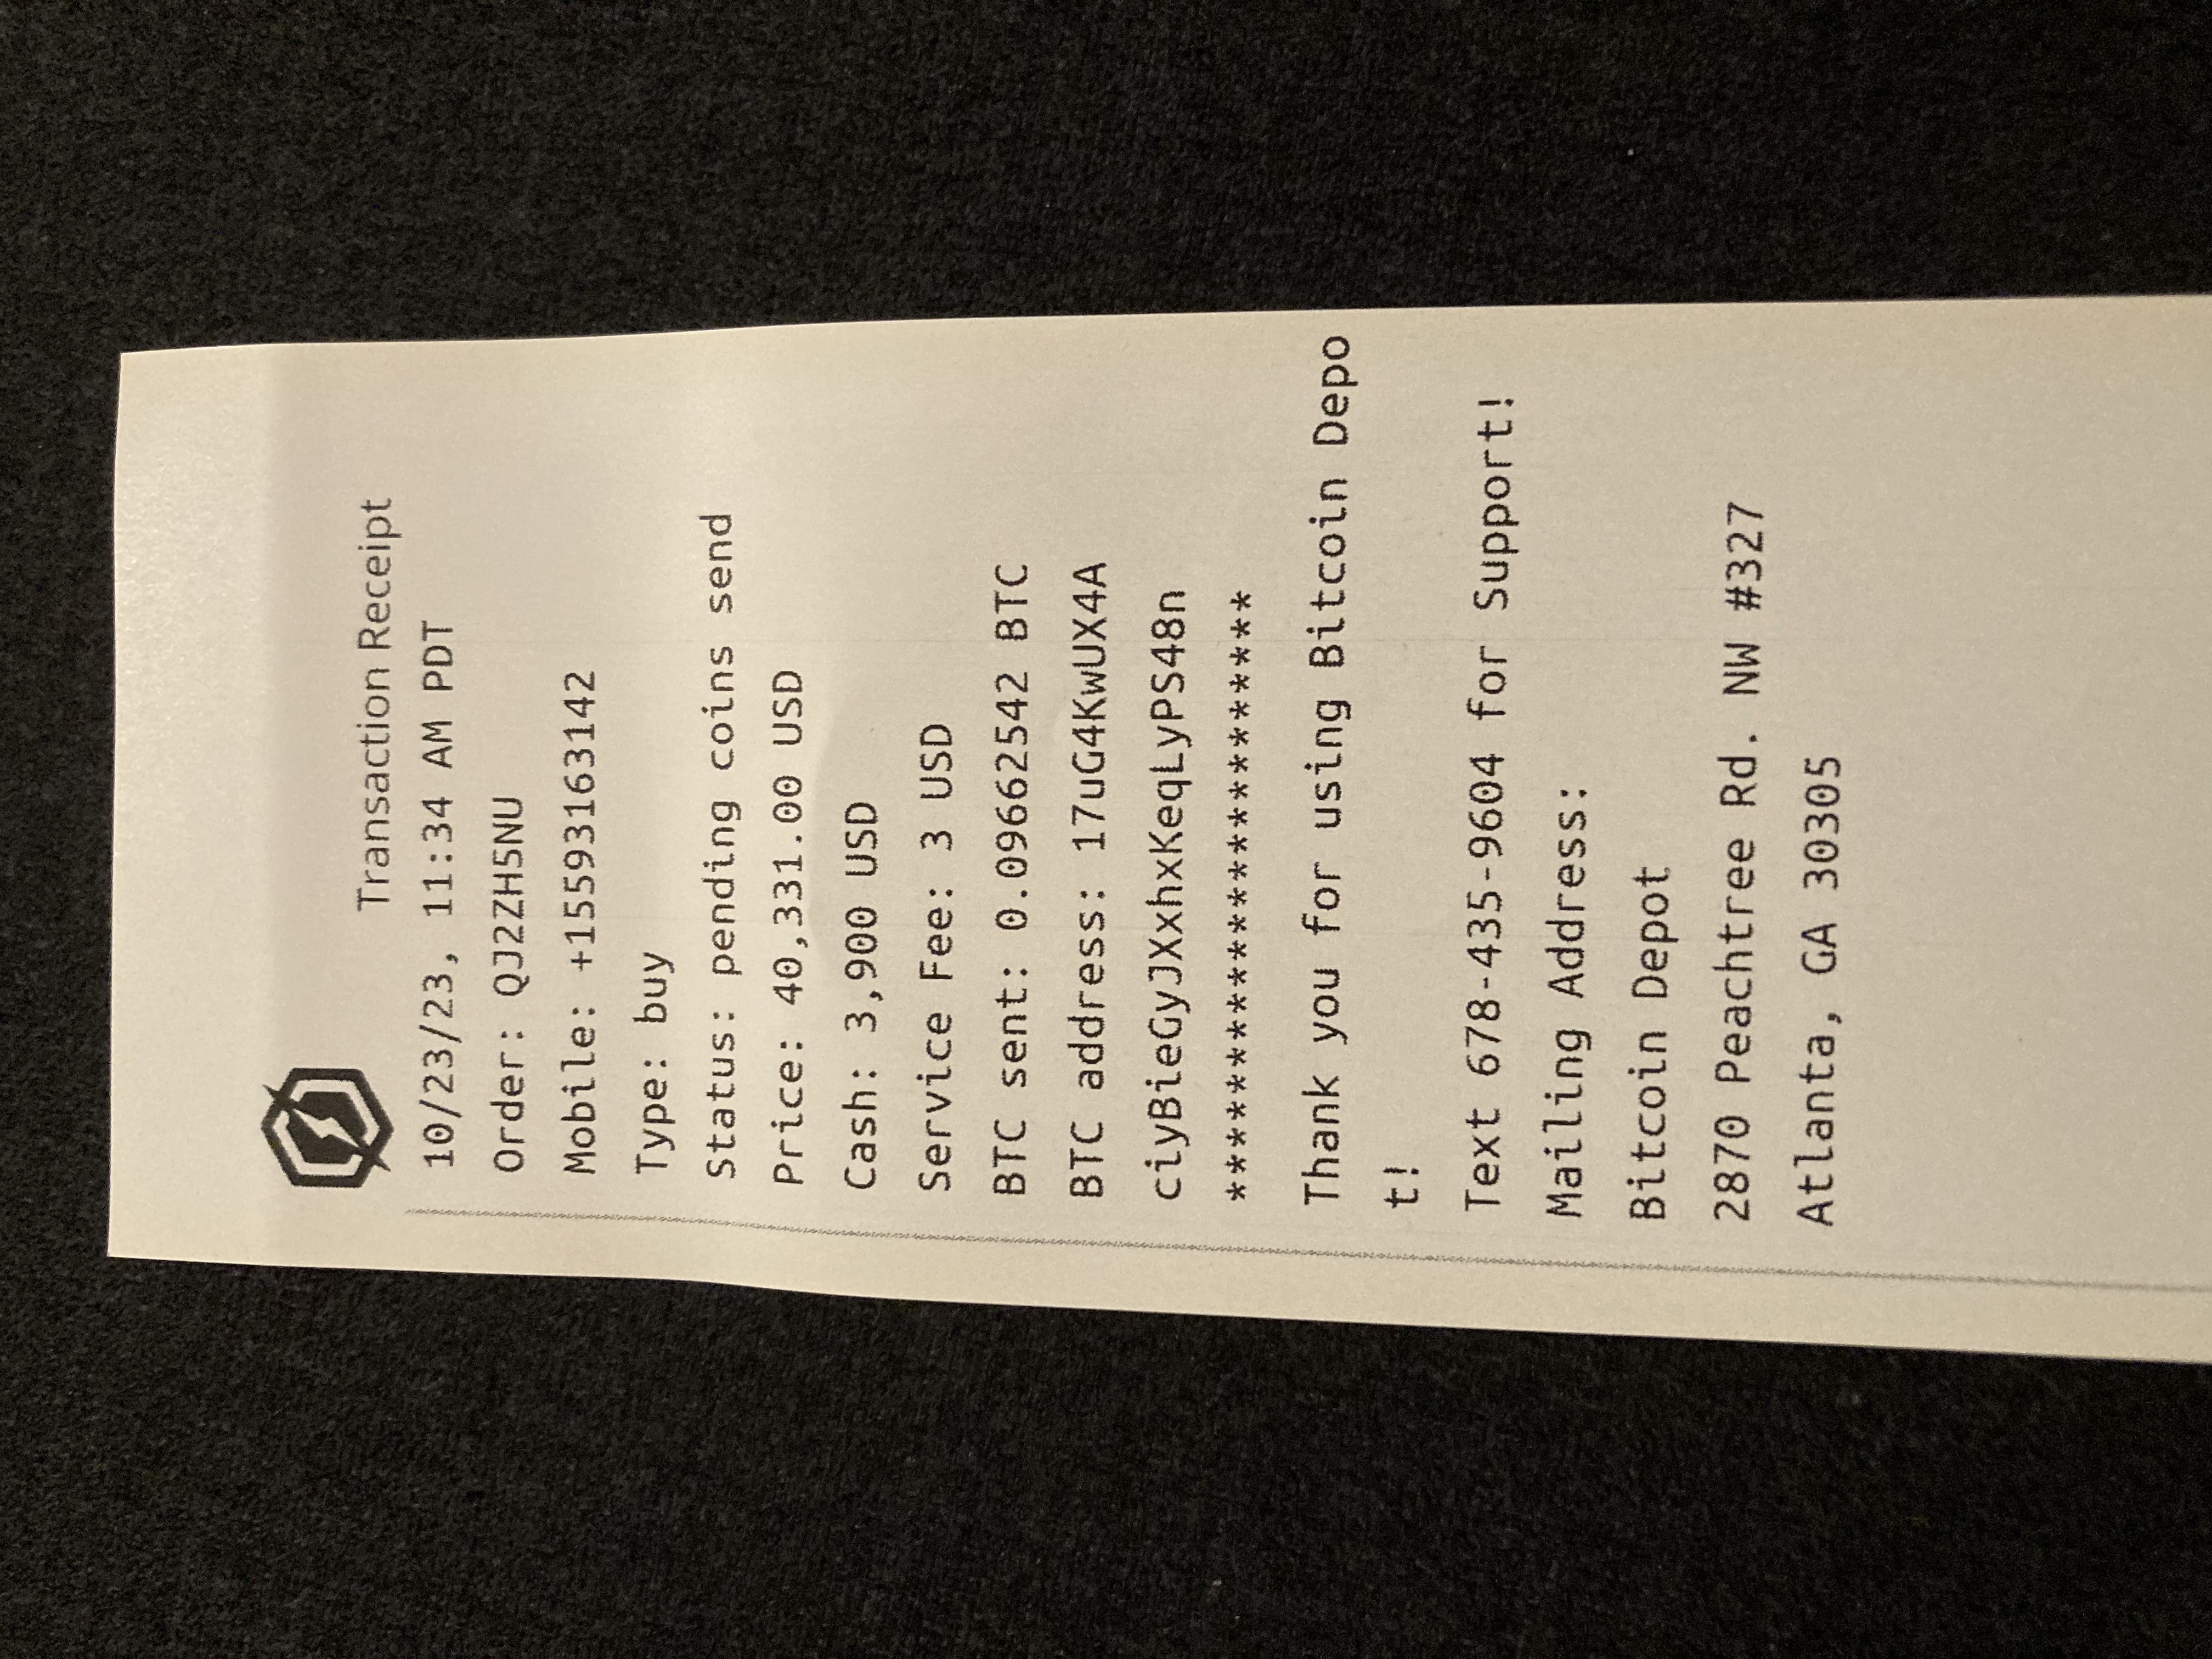 Transaction Receipt
10/23/23, 11:34 AM PDT
Order: QJ2ZH5NU
Mobile: +15593163142
Type: buy
Status: pending coins send
Price: 40,331.00 USD
Cash: 3,900 USD
Service Fee: 3 USD
BTC sent: 0.09662542 BTC
BTC address: 17uG4KwUX4A
ciyBieGyJXxhxKeqLyPS48n
************************
Thank you for using Bitcoin Depo
t!
Text 678-435-9604 for Support!
Mailing Address:
Bitcoin Depot
2870 Peachtree Rd. NW #327
Atlanta, GA 30305